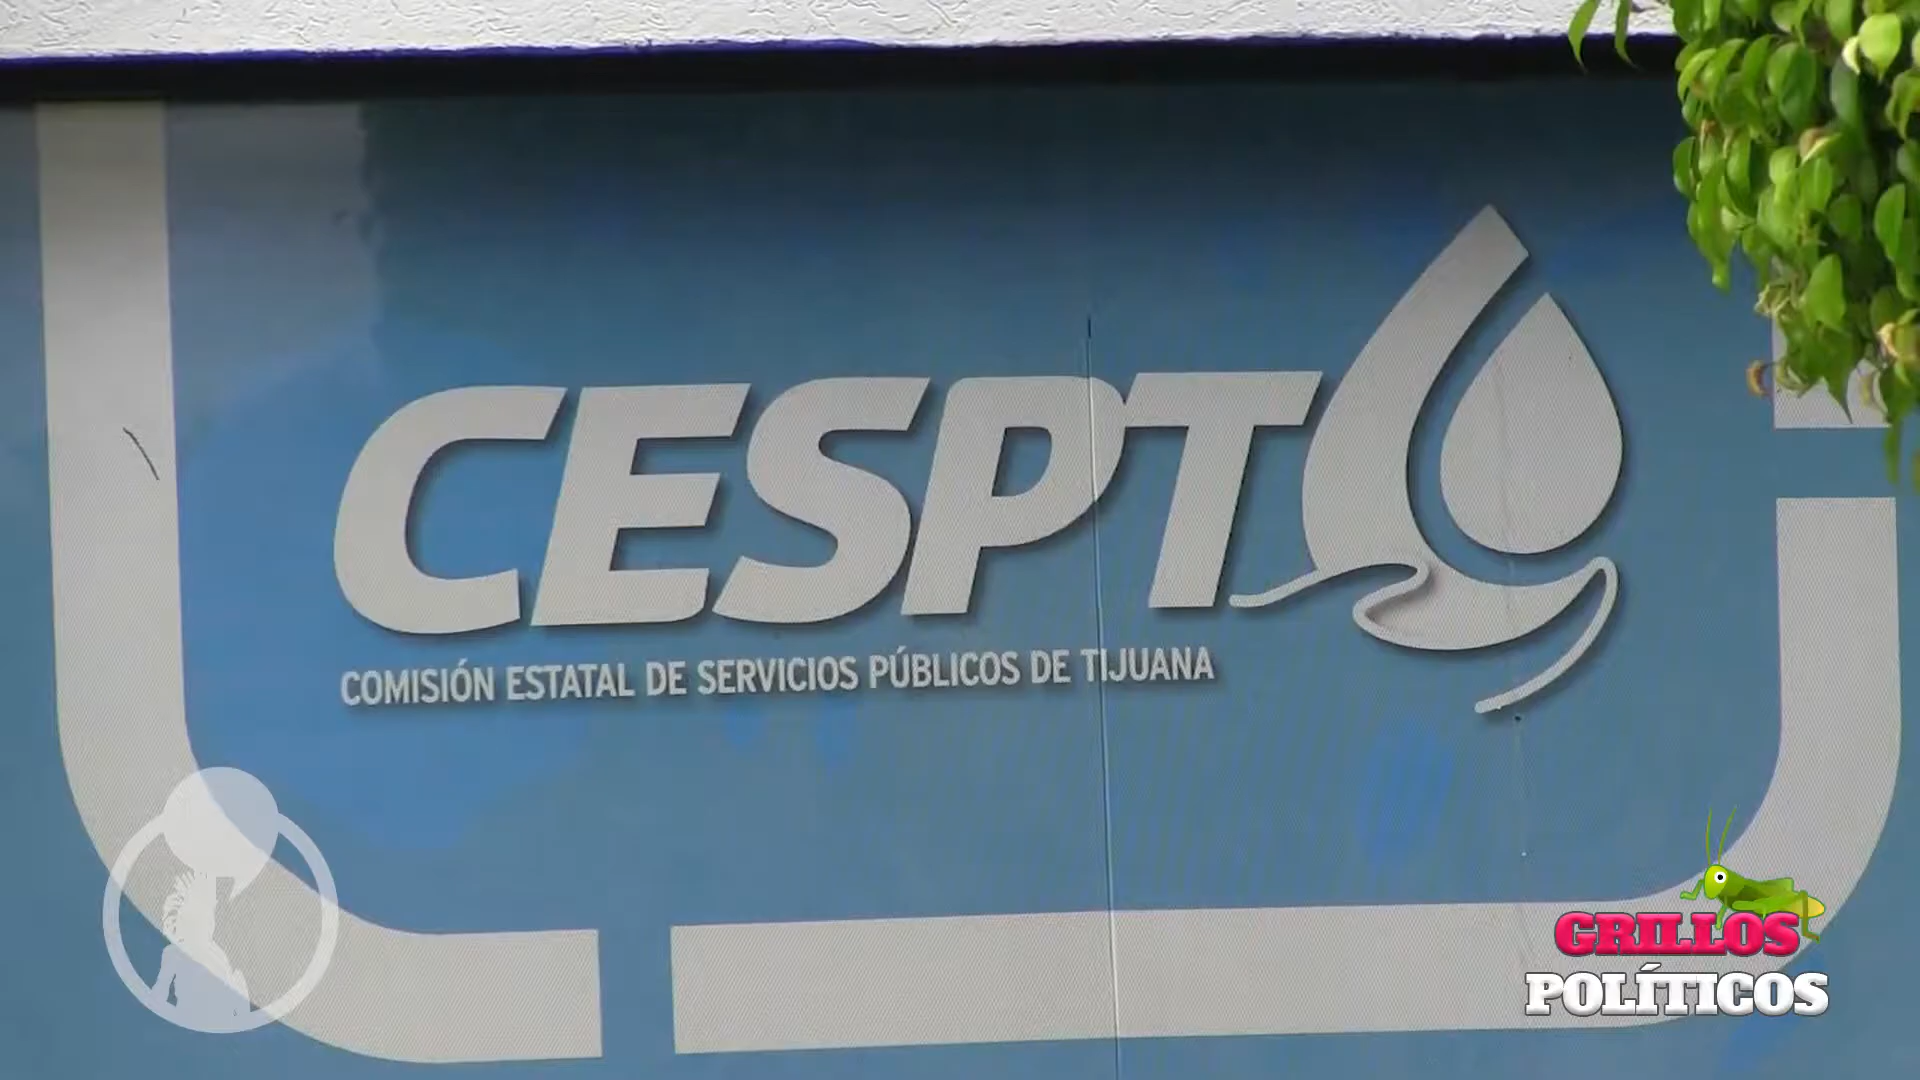 CESPT
COMISIÓN ESTATAL DE SERVICIOS PÚBLICOS DE TIJUANA
GRILLOS
POLÍTICOS